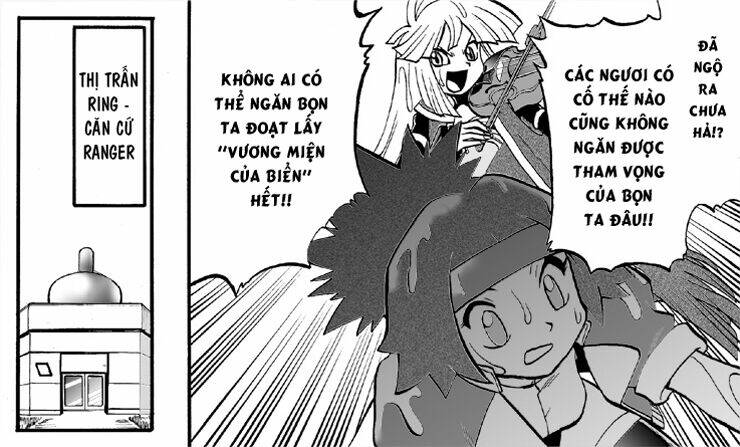 ĐÃ
NGỘ
RA
CHƯA
HẢ!?
CÁC NGƯƠI CÓ
CỐ THẾ NÀO
CŨNG KHÔNG
NGĂN ĐƯỢC
THAM VỌNG
CỦA BỌN
TA ĐÂU!!
KHÔNG AI CÓ
THỂ NGĂN BỌN
TA ĐOẠT LẤY
"VƯƠNG MIỆN
CỦA BIỂN"
HẾT!!
THỊ TRẤN
RING -
CĂN CỨ
RANGER